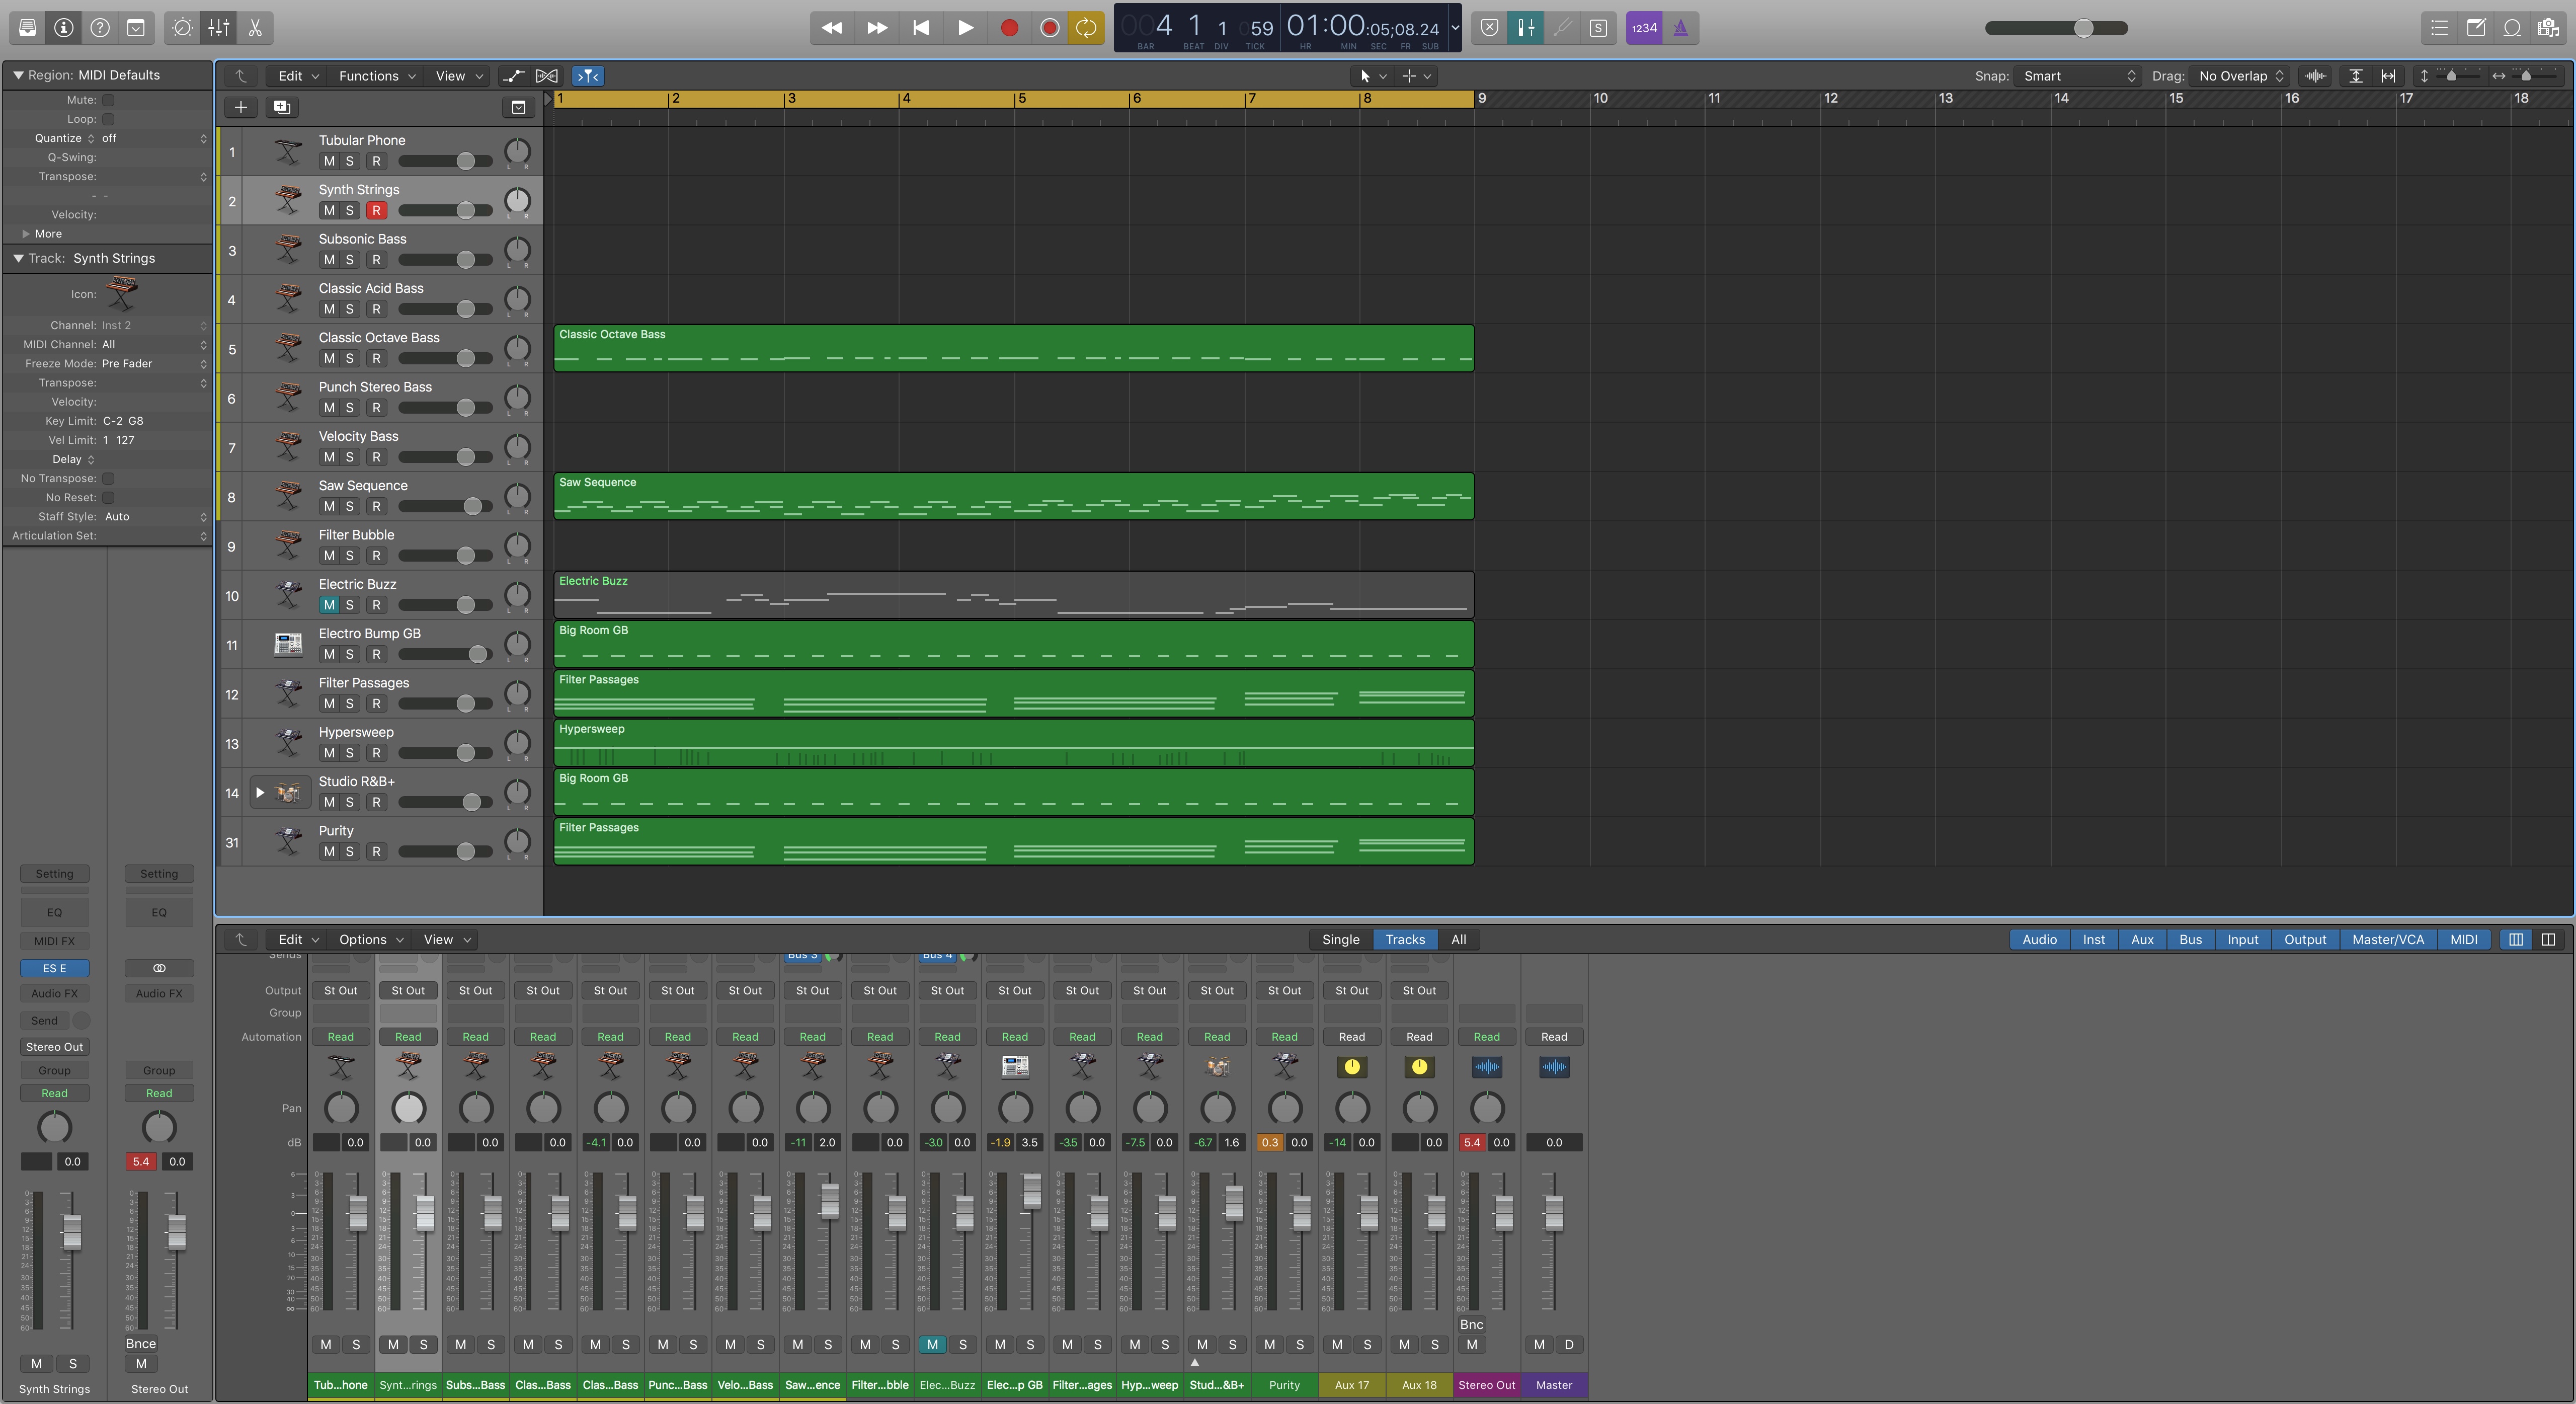 004 1 1 059 01:00:05;08.24
BAR BEAT DIV TICK HR MIN SEC FR SUB
S 1234
Region: MIDI Defaults
Mute:
Loop:
Quantize off
Q-Swing:
Transpose:
- -
Velocity:
More
Track: Synth Strings
Icon:
Channel: Inst 2
MIDI Channel: All
Freeze Mode: Pre Fader
Transpose:
Velocity:
Key Limit: C-2 G8
Vel Limit: 1 127
Delay
No Transpose:
No Reset:
Staff Style: Auto
Articulation Set:
Setting Setting
EQ EQ
MIDI FX
ES E
Audio FX Audio FX
Send
Stereo Out
Group Group
Read Read
0.0 5.4 0.0
Bnce
M S M
Synth Strings Stereo Out
Edit Functions View Snap: Smart Drag: No Overlap
1 2 3 4 5 6 7 8 9 10 11 12 13 14 15 16 17 18
1 Tubular Phone
M S R L R
2 Synth Strings
M S R L R
3 Subsonic Bass
M S R L R
4 Classic Acid Bass
M S R L R
5 Classic Octave Bass
M S R L R
Classic Octave Bass
6 Punch Stereo Bass
M S R L R
7 Velocity Bass
M S R L R
8 Saw Sequence
M S R L R
Saw Sequence
9 Filter Bubble
M S R L R
10 Electric Buzz
M S R L R
Electric Buzz
11 Electro Bump GB
M S R L R
Big Room GB
12 Filter Passages
M S R L R
Filter Passages
13 Hypersweep
M S R L R
Hypersweep
14 Studio R&B+
M S R L R
Big Room GB
31 Purity
M S R L R
Filter Passages
Edit Options View Single Tracks All Audio Inst Aux Bus Input Output Master/VCA MIDI
Sends Bus 3 Bus 4
Output St Out St Out St Out St Out St Out St Out St Out St Out St Out St Out St Out St Out St Out St Out St Out St Out St Out
Group
Automation Read Read Read Read Read Read Read Read Read Read Read Read Read Read Read Read Read Read Read
Pan
dB 0.0 0.0 0.0 0.0 -4.1 0.0 0.0 0.0 -11 2.0 0.0 -3.0 0.0 -1.9 3.5 -3.5 0.0 -7.5 0.0 -6.7 1.6 0.3 0.0 -14 0.0 0.0 5.4 0.0 0.0
Bnc
M S M S M S M S M S M S M S M S M S M S M S M S M S M S M S M S M S M M D
Tub...hone Synt...rings Subs...Bass Clas...Bass Clas...Bass Punc...Bass Velo...Bass Saw...ence Filter...bble Elec...Buzz Elec...p GB Filter...ages Hyp...weep Stud...&B+ Purity Aux 17 Aux 18 Stereo Out Master